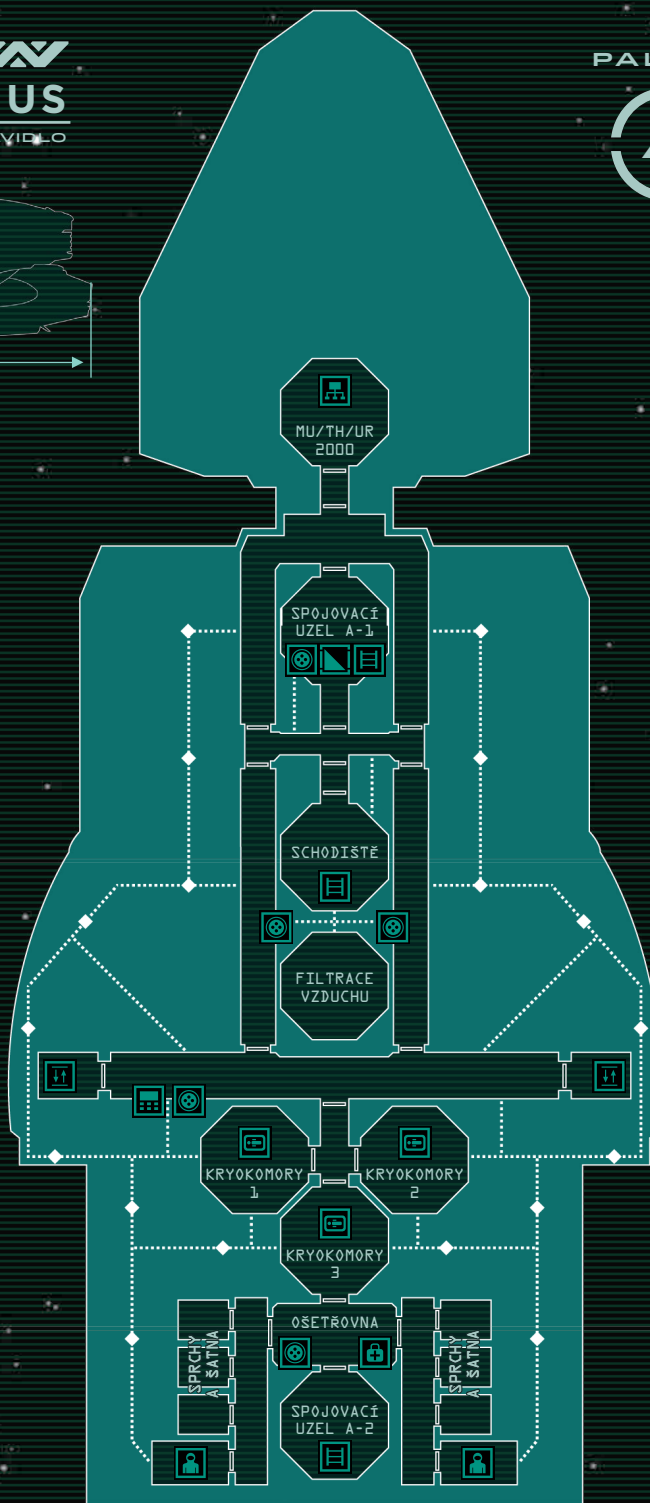 US
VIDLO
PAL
MU/TH/UR
2000
SPOJOVACÍ
UZEL A-1
SCHODIŠTĚ
FILTRACE
VZDUCHU
KRYOKOMORY
1
KRYOKOMORY
2
KRYOKOMORY
3
OŠETŘOVNA
SPRCHY
A ŠATNA
SPRCHY
A ŠATNA
SPOJOVACÍ
UZEL A-2